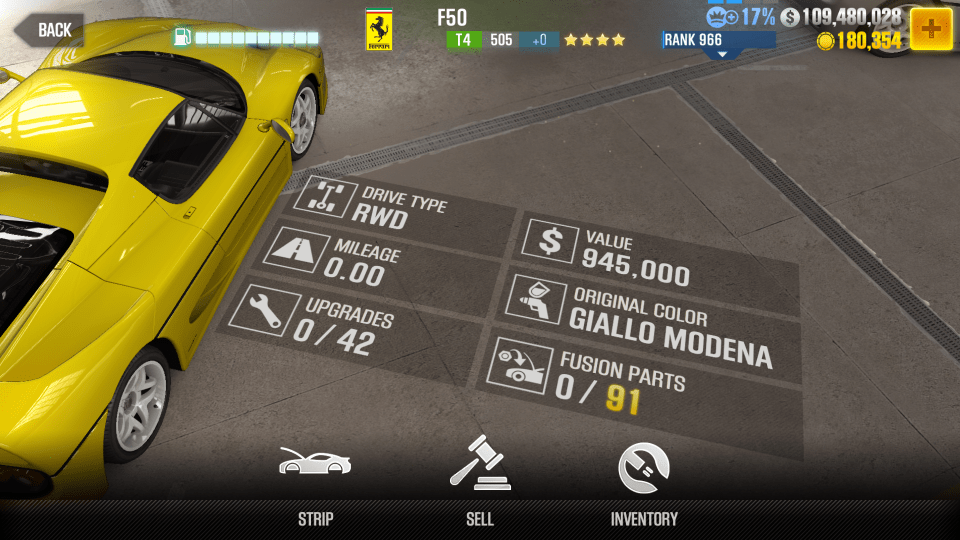 BACK
Ferrari
F50
T4 505 +0
17%
109,480,028
RANK 966
180,354
DRIVE TYPE
RWD
MILEAGE
0.00
UPGRADES
0 / 42
VALUE
945,000
ORIGINAL COLOR
GIALLO MODENA
FUSION PARTS
0 / 91
STRIP
SELL
INVENTORY